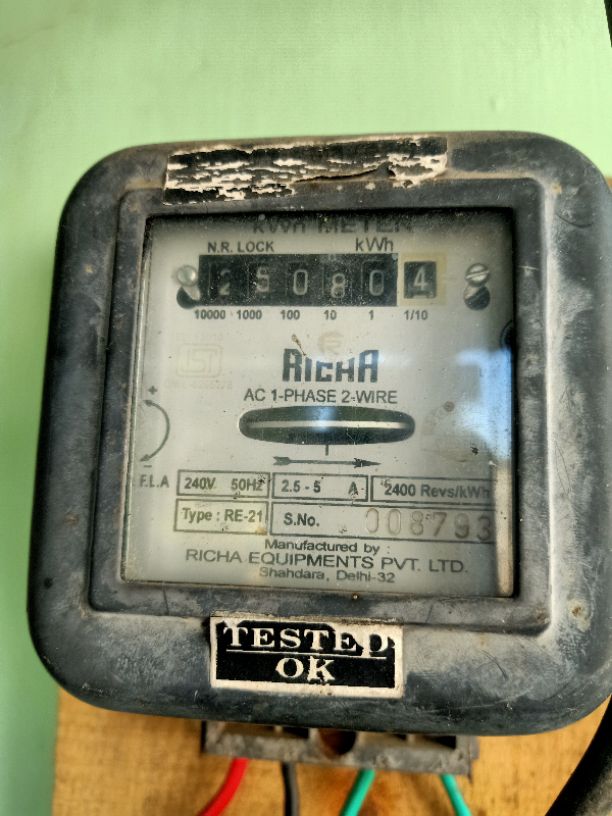 kWh METER
N.R. LOCK kWh
2 5 0 8 0 4
10000 1000 100 10 1 1/10
RICHA
AC 1-PHASE 2-WIRE
+
-
F.L.A 240V 50Hz 2.5 - 5 A 2400 Revs/kWh
Type : RE-21 S.No. 008793
Manufactured by :
RICHA EQUIPMENTS PVT. LTD.
Shahdara, Delhi-32
TESTED
OK